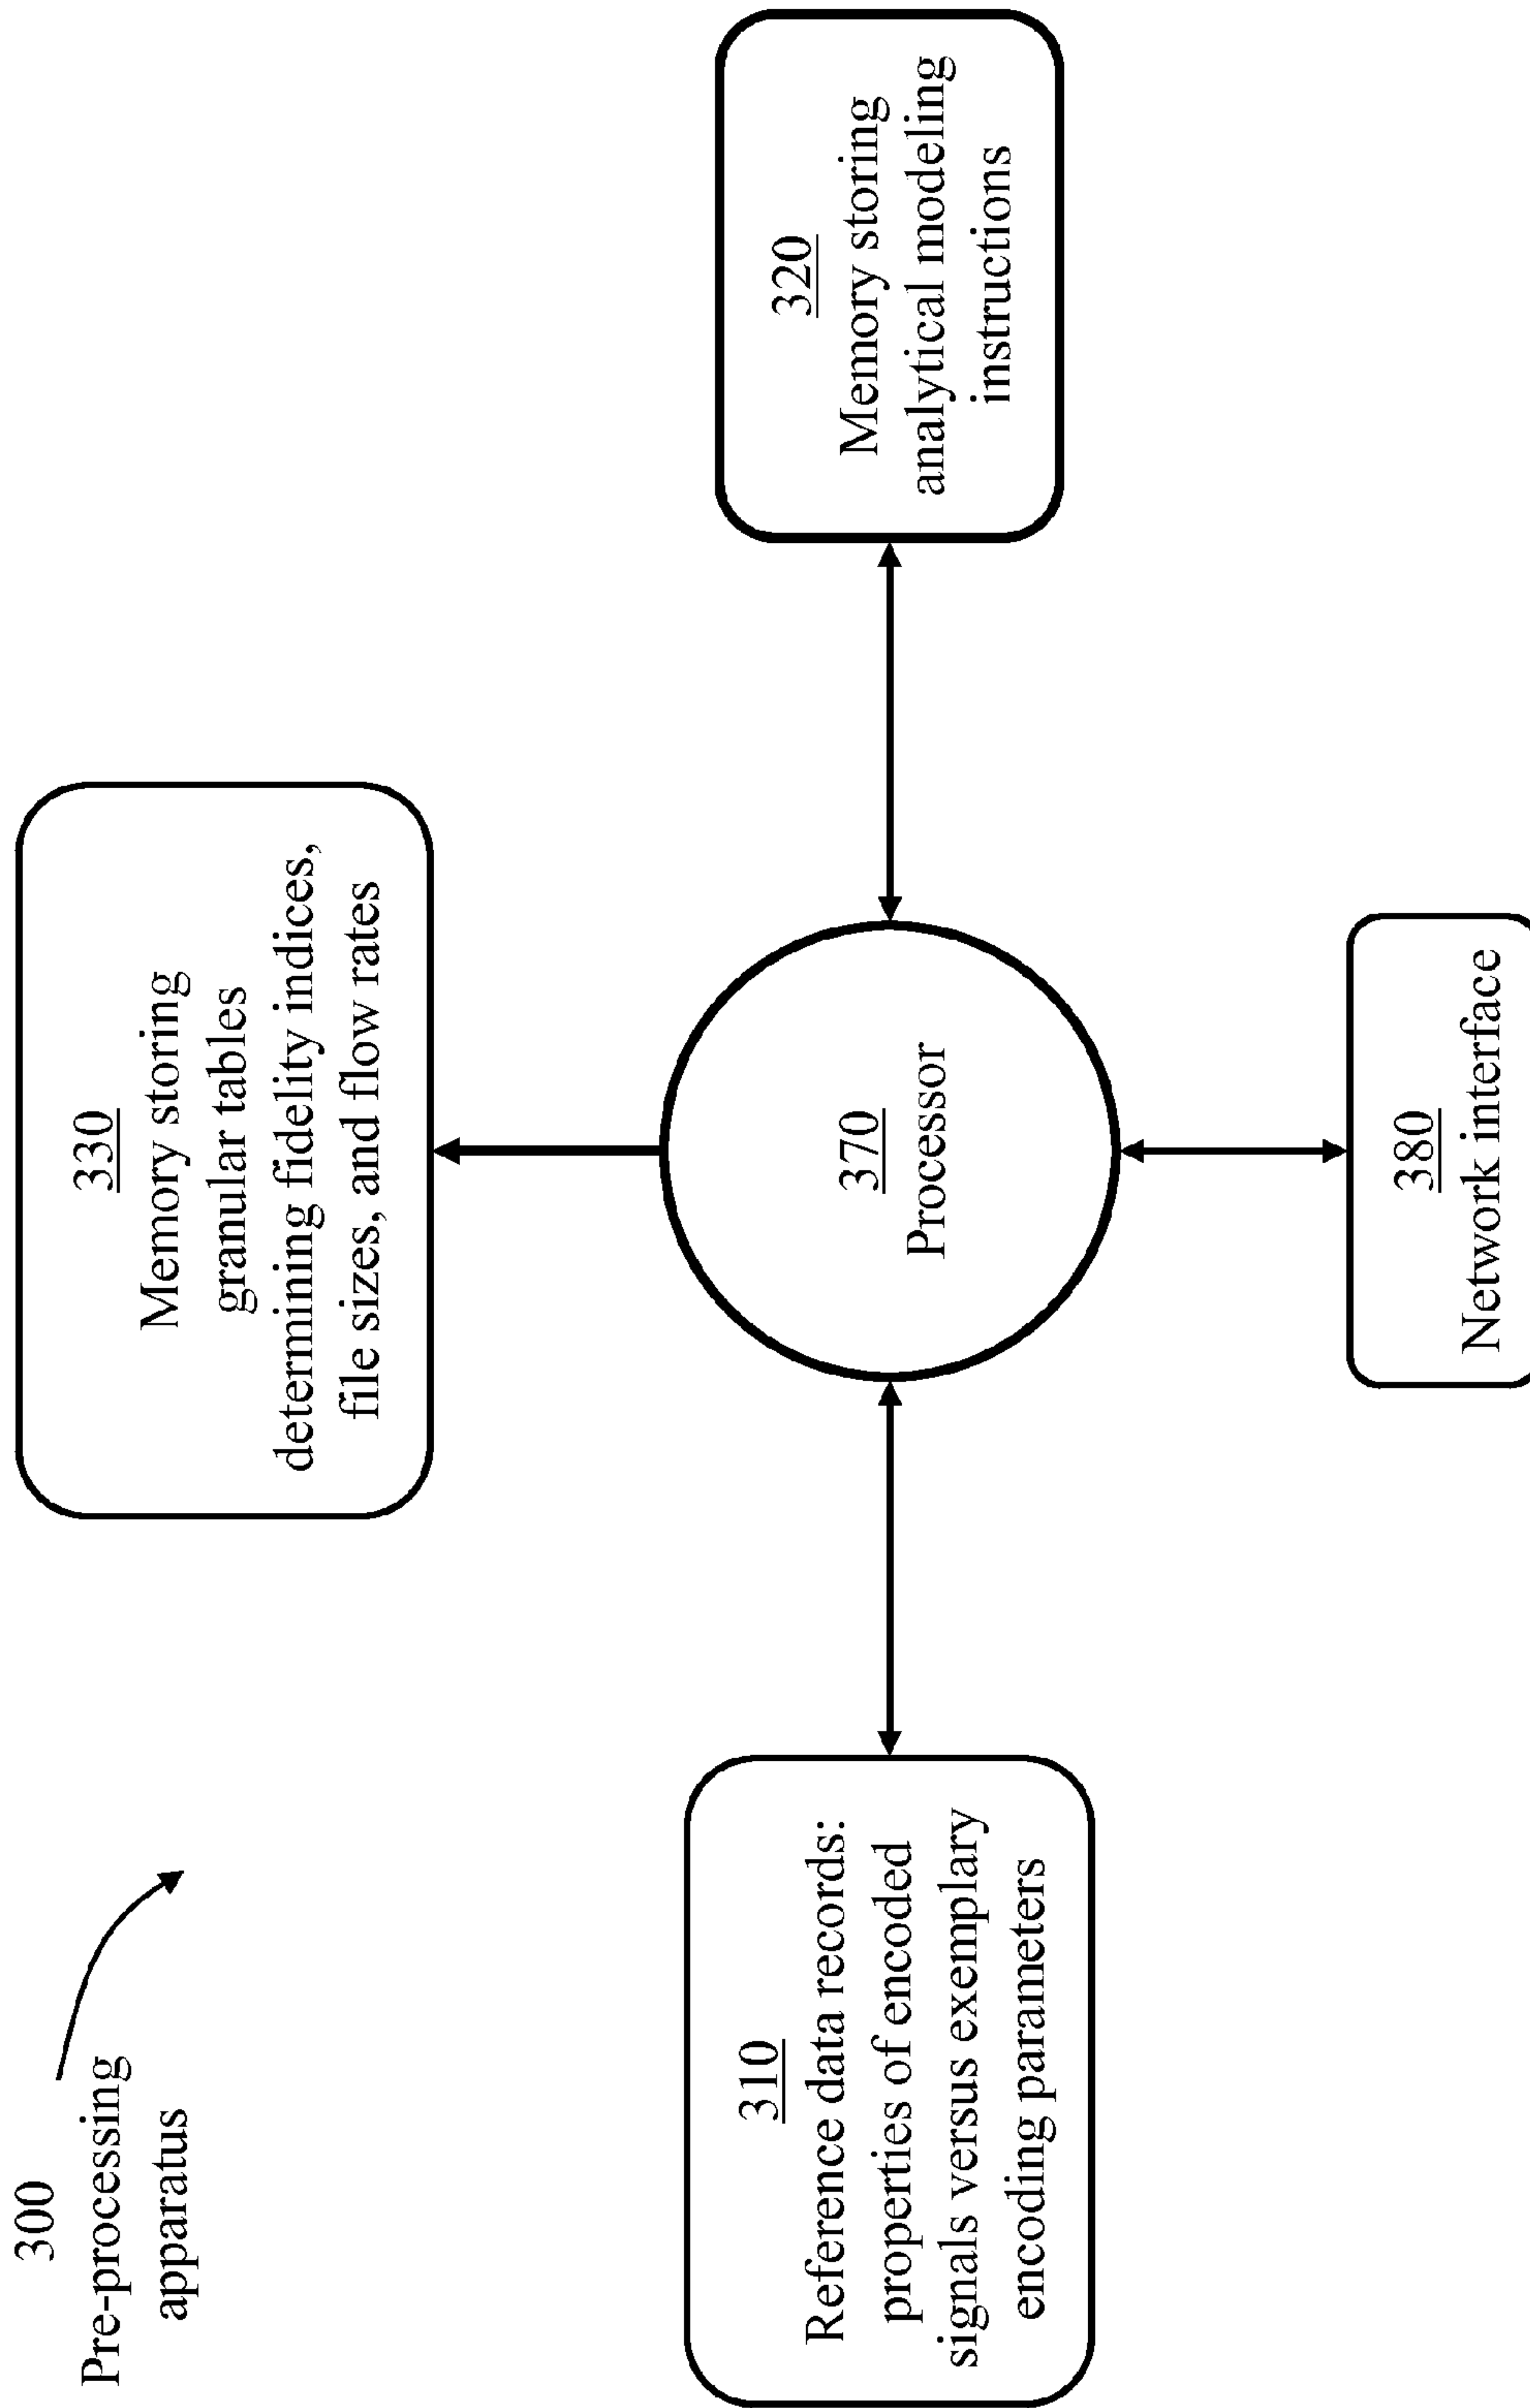 300
Pre-processing
apparatus
330
Memory storing
granular tables
determining fidelity indices,
file sizes, and flow rates
310
Reference data records:
properties of encoded
signals versus exemplary
encoding parameters
370
Processor
320
Memory storing
analytical modeling
instructions
380
Network interface